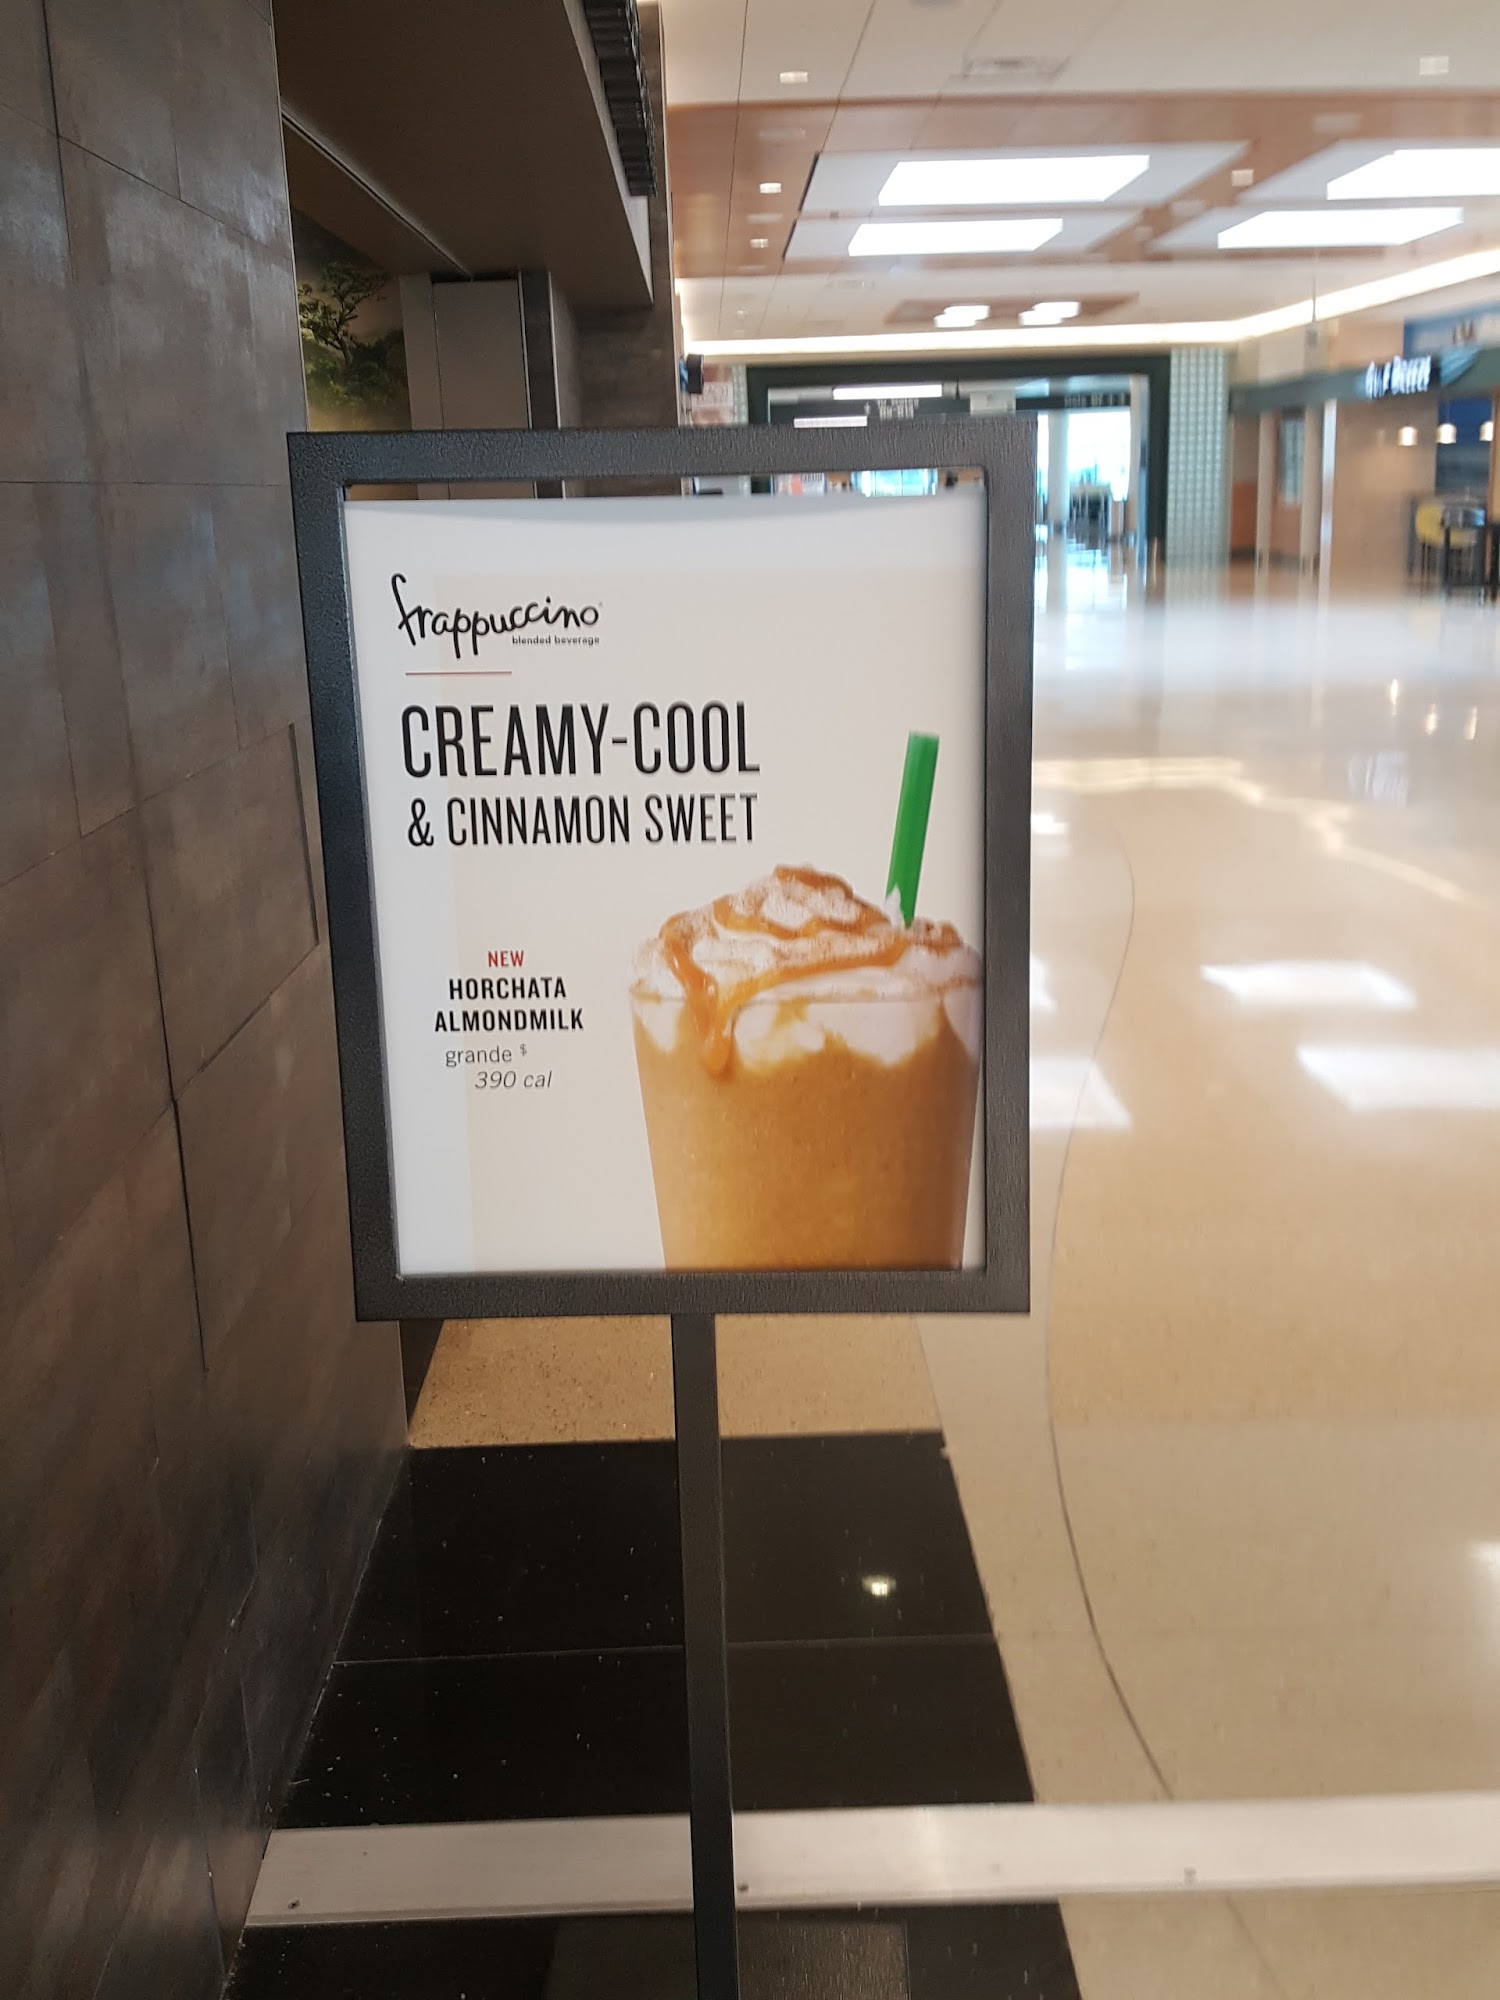 frappuccino
blended beverage
CREAMY-COOL
& CINNAMON SWEET
NEW
HORCHATA
ALMONDMILK
grande $
390 cal